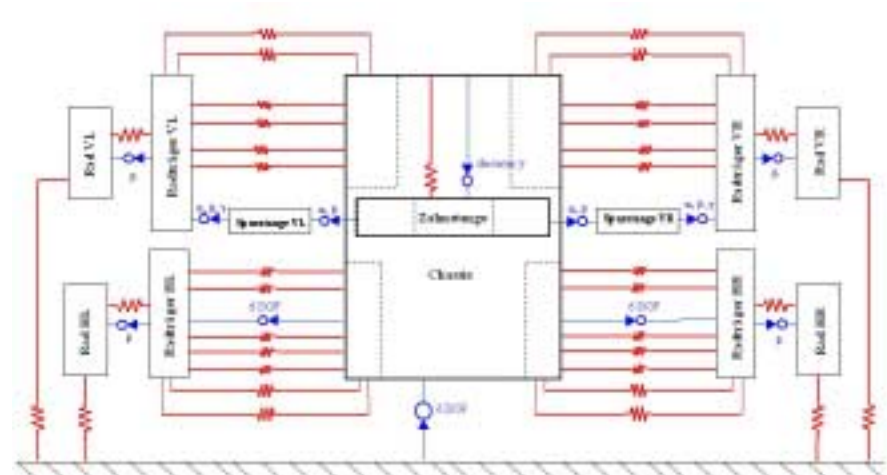 Rad VL
Radträger VL
Radträger VR
Rad VR
β
β
α, β, γ
Spurstange VL
α, β
Zahnstange
α, β
Spurstange VR
α, β, γ
Chassis
Rad HL
Radträger HL
6 DOF
6 DOF
Radträger HR
Rad HR
6 DOF